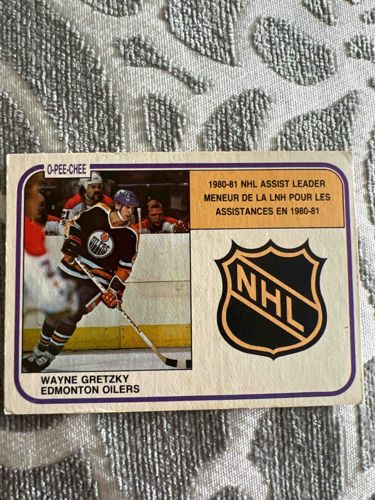 O-PEE-CHEE
1980-81 NHL ASSIST LEADER
MENEUR DE LA LNH POUR LES
ASSISTANCES EN 1980-81
OILERS
NHL
WAYNE GRETZKY
EDMONTON OILERS